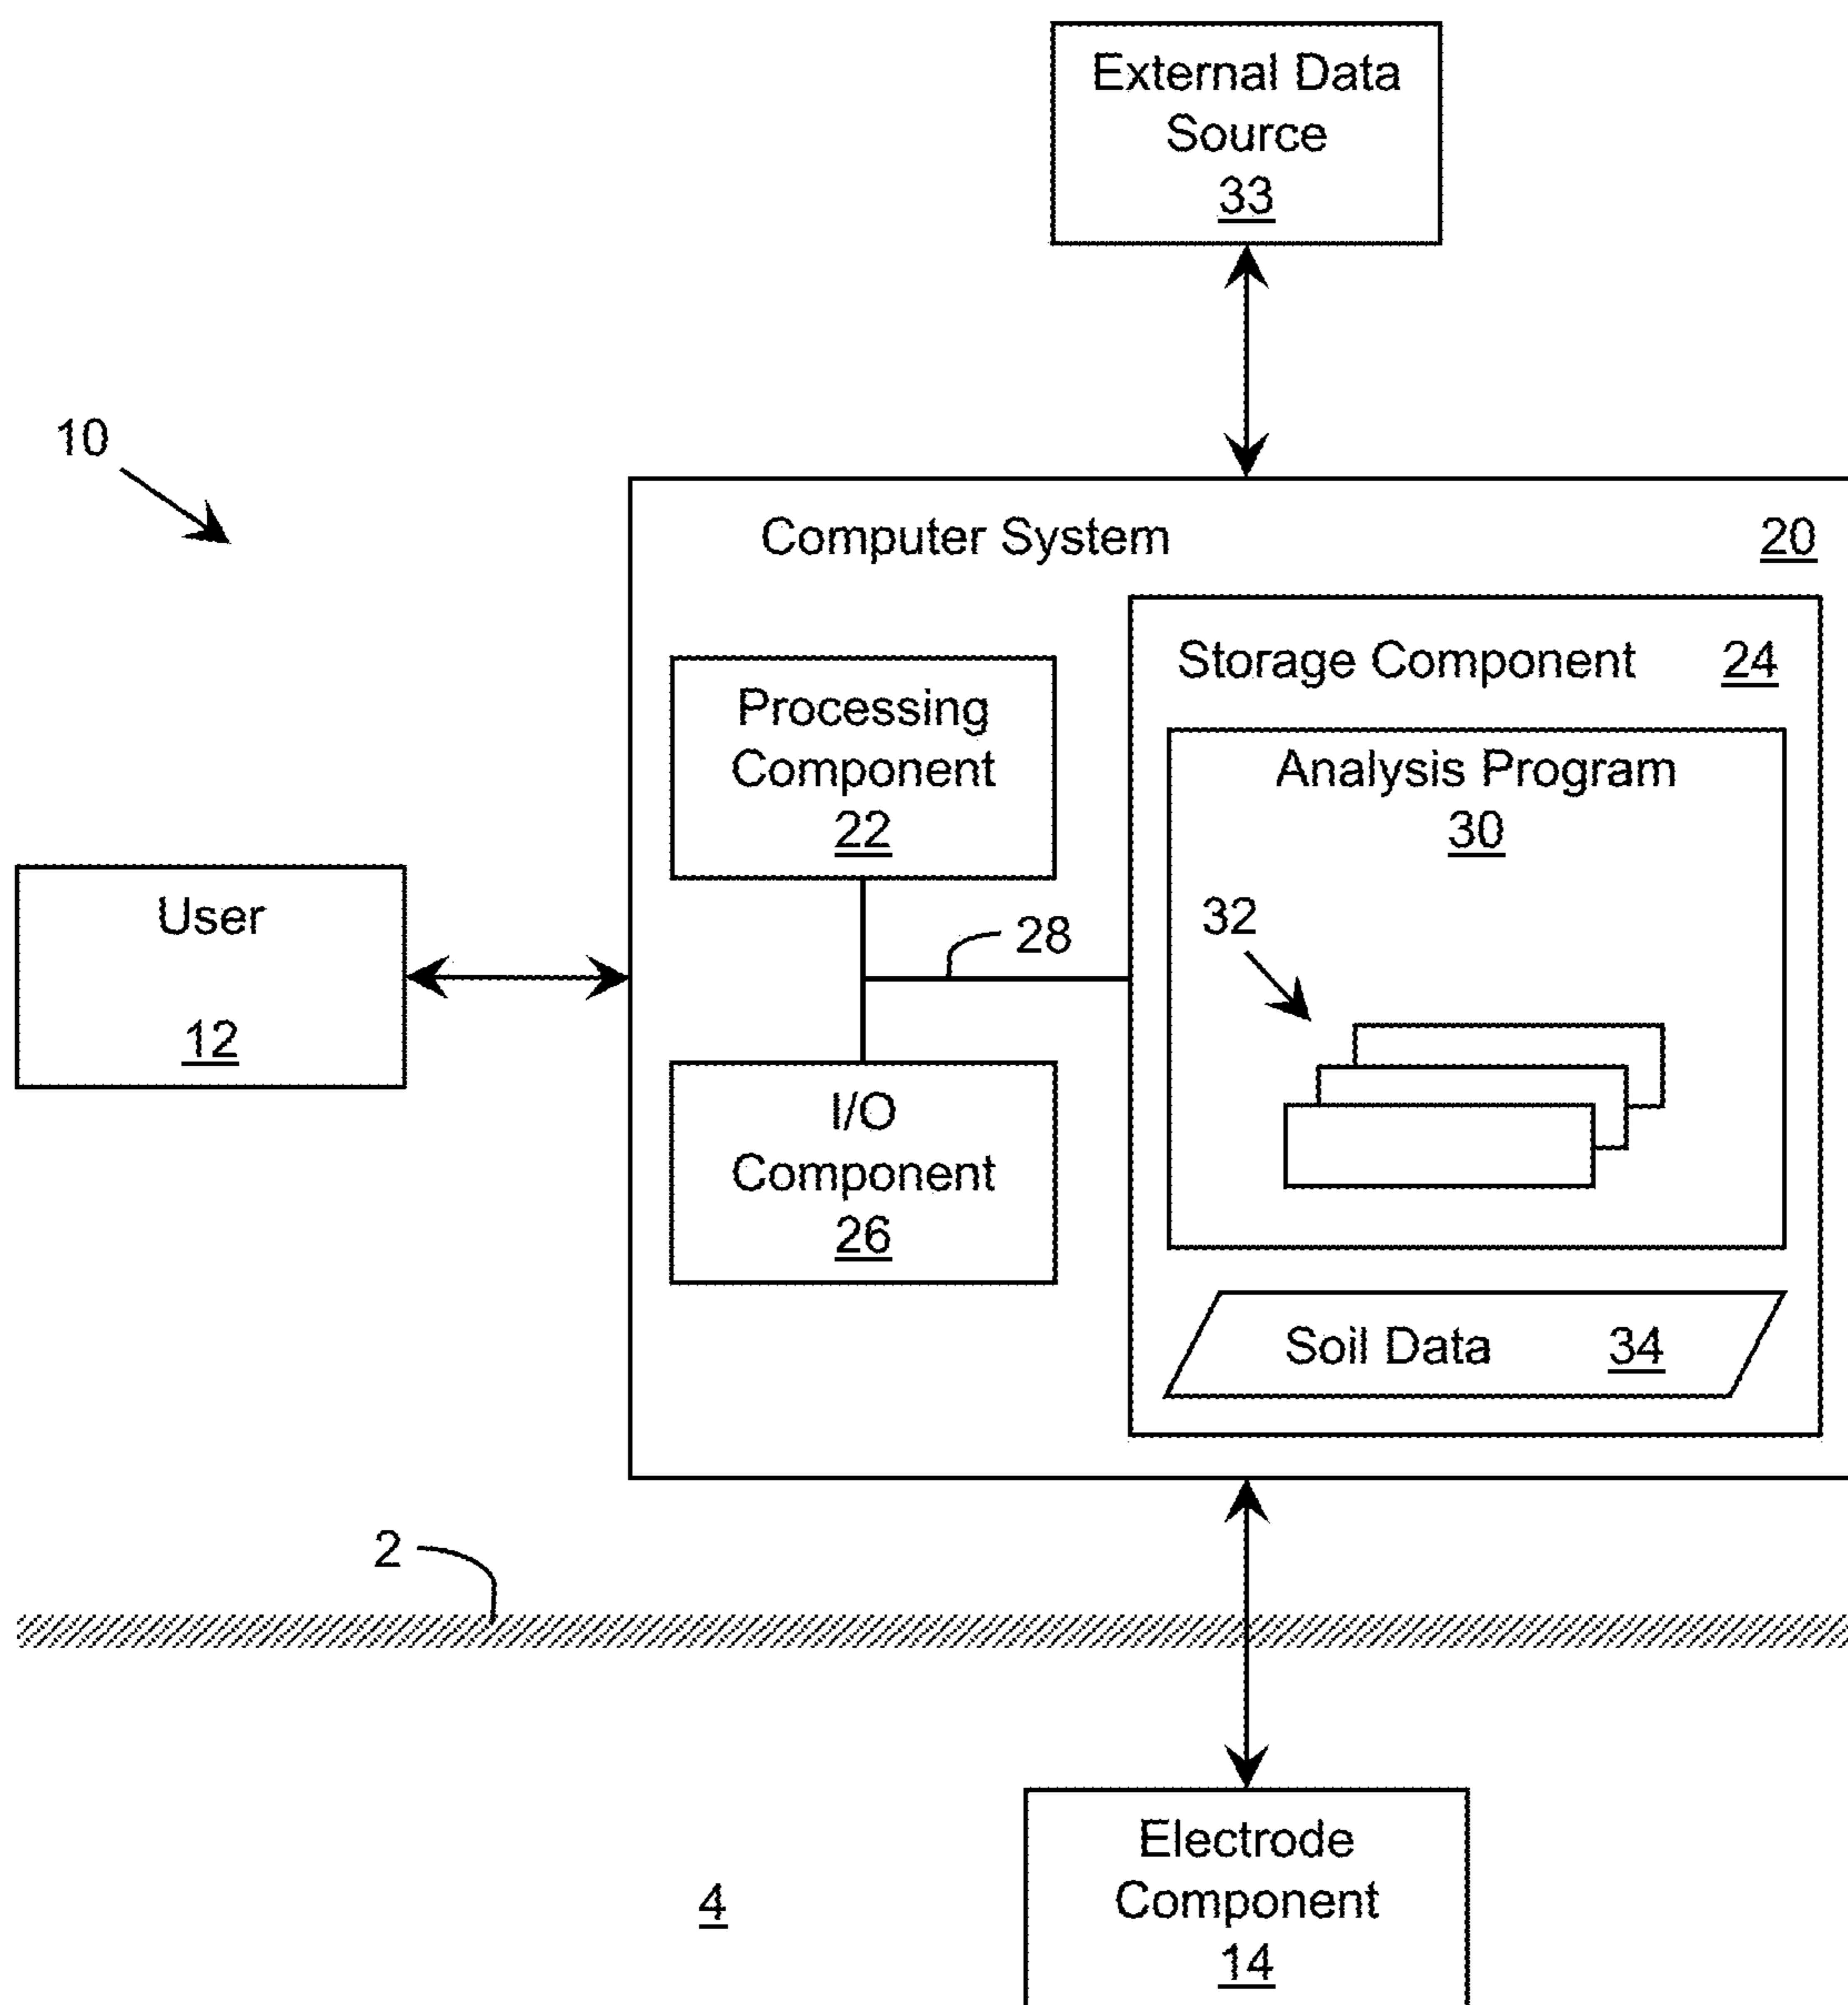 External Data
Source
33
10
Computer System 20
Storage Component 24
Processing
Component
22
Analysis Program
30
32
User
12
28
I/O
Component
26
Soil Data 34
2
Electrode
Component
14
4